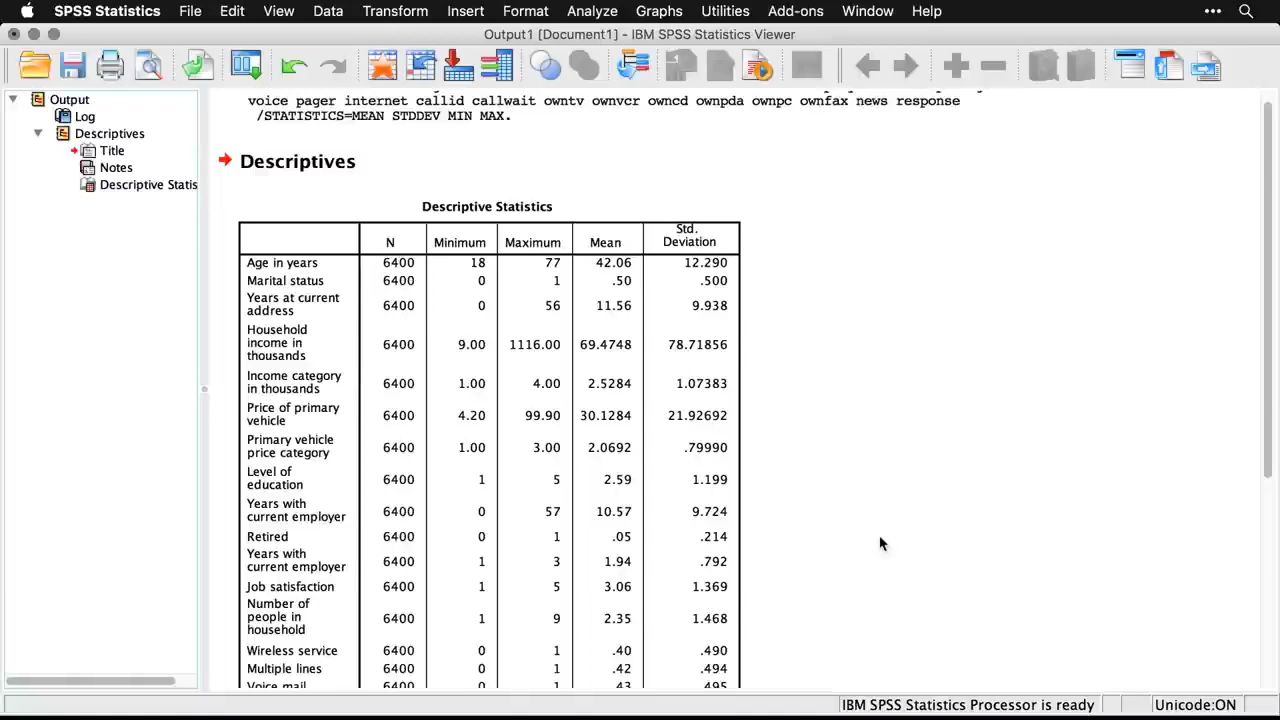 SPSS Statistics File Edit View Data Transform Insert Format Analyze Graphs Utilities Add-ons Window Help
Output1 [Document1] - IBM SPSS Statistics Viewer
Output
Log
Descriptives
Title
Notes
Descriptive Statis
voice pager internet callid callwait owntv ownvcr owncd ownpda ownpc ownfax news response
/STATISTICS=MEAN STDDEV MIN MAX.
Descriptives
Descriptive Statistics
N Minimum Maximum Mean Std. Deviation
Age in years 6400 18 77 42.06 12.290
Marital status 6400 0 1 .50 .500
Years at current address 6400 0 56 11.56 9.938
Household income in thousands 6400 9.00 1116.00 69.4748 78.71856
Income category in thousands 6400 1.00 4.00 2.5284 1.07383
Price of primary vehicle 6400 4.20 99.90 30.1284 21.92692
Primary vehicle price category 6400 1.00 3.00 2.0692 .79990
Level of education 6400 1 5 2.59 1.199
Years with current employer 6400 0 57 10.57 9.724
Retired 6400 0 1 .05 .214
Years with current employer 6400 1 3 1.94 .792
Job satisfaction 6400 1 5 3.06 1.369
Number of people in household 6400 1 9 2.35 1.468
Wireless service 6400 0 1 .40 .490
Multiple lines 6400 0 1 .42 .494
Voice mail 6400 0 1 .43 .495
IBM SPSS Statistics Processor is ready Unicode:ON